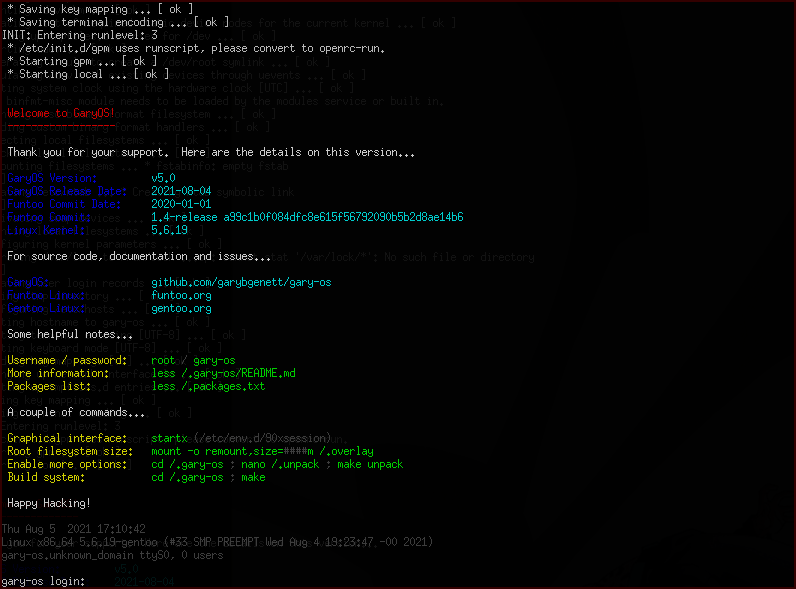 * Saving key mapping ... [ ok ]
* Saving terminal encoding ... [ ok ]
INIT: Entering runlevel: 3
* /etc/init.d/gpm uses runscript, please convert to openrc-run.
* Starting gpm ... [ ok ]
* Starting local ... [ ok ]
Welcome to GaryOS!
Thank you for your support.  Here are the details on this version...
GaryOS Version: v5.0
GaryOS Release Date: 2021-08-04
Funtoo Commit Date: 2020-01-01
Funtoo Commit: 1.4-release a99c1b0f084dfc8e615f56792090b5b2d8ae14b6
Linux Kernel: 5.6.19
For source code, documentation and issues...
GaryOS: github.com/garybgenett/gary-os
Funtoo Linux: funtoo.org
Gentoo Linux: gentoo.org
Some helpful notes...
Username / password: root / gary-os
More information: less /.gary-os/README.md
Packages list: less /.packages.txt
A couple of commands...
Graphical interface: startx (/etc/env.d/90xsession)
Root filesystem size: mount -o remount,size=####m /.overlay
Enable more options: cd /.gary-os ; nano /.unpack ; make unpack
Build system: cd /.gary-os ; make
Happy Hacking!
Thu Aug 5  2021 17:10:42
Linux x86_64 5.6.19-gentoo (#33 SMP PREEMPT Wed Aug 4 19:23:47 -00 2021)
gary-os.unknown_domain ttyS0, 0 users
gary-os login: